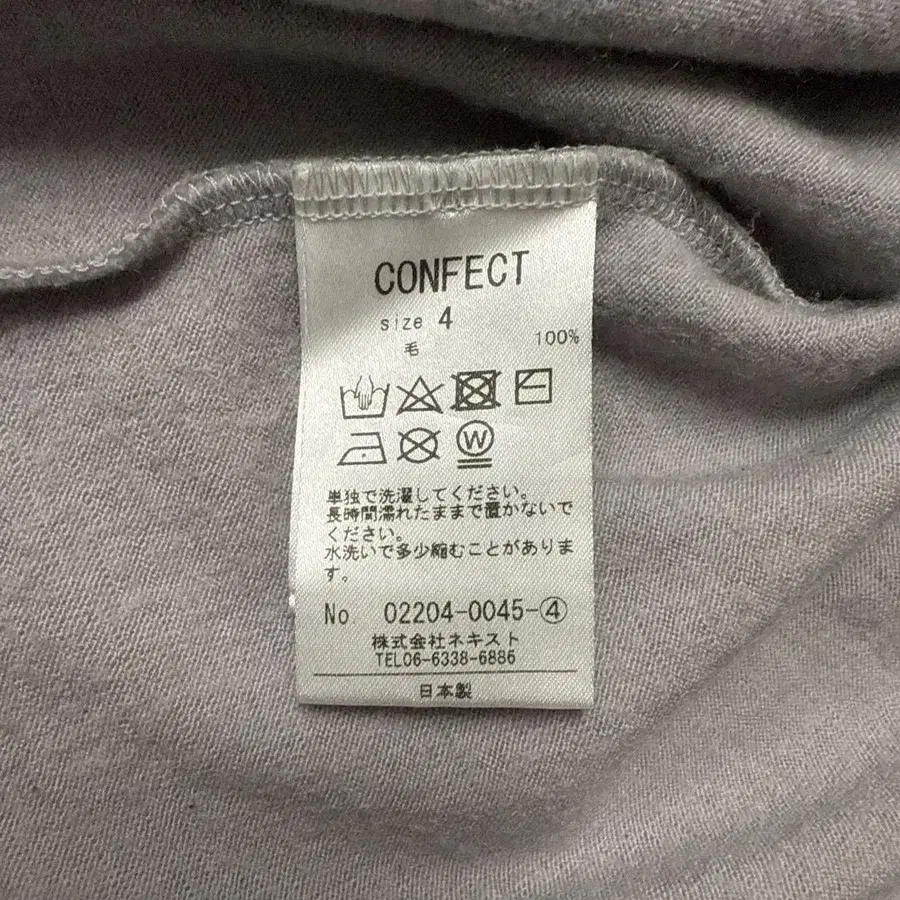 CONFECT
size 4
毛 100%
W
単独で洗濯してください。
長時間濡れたままで置かないで
ください。
水洗いで多少縮むことがありま
す。
No 02204-0045-④
株式会社ネキスト
TEL06-6338-6886
日本製